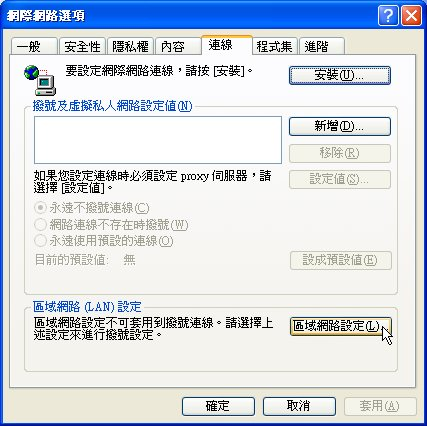 網際網路選項
一般 安全性 隱私權 內容 連線 程式集 進階
要設定網際網路連線，請按 [安裝]。 安裝(U)...
撥號及虛擬私人網路設定值(N)
新增(D)...
移除(R)
如果您設定連線時必須設定 proxy 伺服器，請 設定值(S)...
選擇 [設定值]。
永遠不撥號連線(C)
網路連線不存在時撥號(W)
永遠使用預設的連線(O)
目前的預設值: 無 設成預設值(E)
區域網路 (LAN) 設定
區域網路設定不可套用到撥號連線。請選擇上 區域網路設定(L)...
述設定來進行撥號設定。
確定 取消 套用(A)